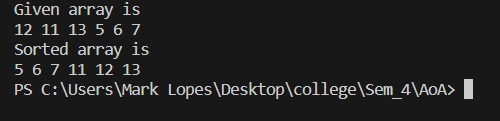 Given array is
12 11 13 5 6 7
Sorted array is
5 6 7 11 12 13
PS C:\Users\Mark Lopes\Desktop\college\Sem_4\AoA>